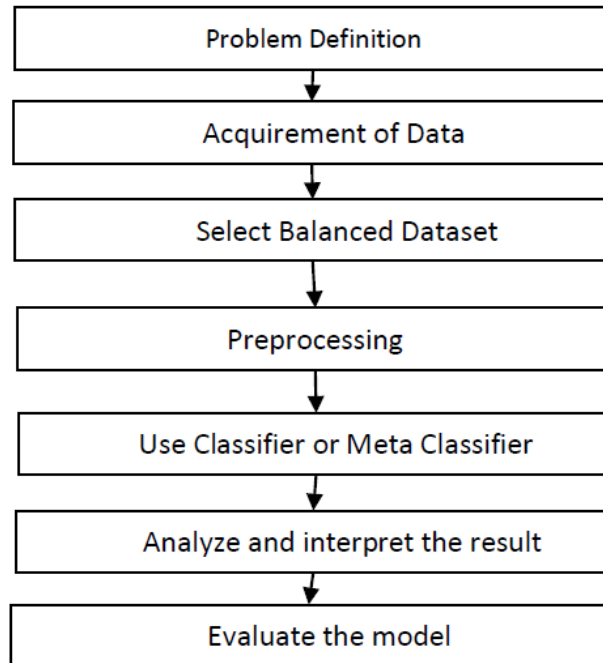 Problem Definition
Acquirement of Data
Select Balanced Dataset
Preprocessing
Use Classifier or Meta Classifier
Analyze and interpret the result
Evaluate the model